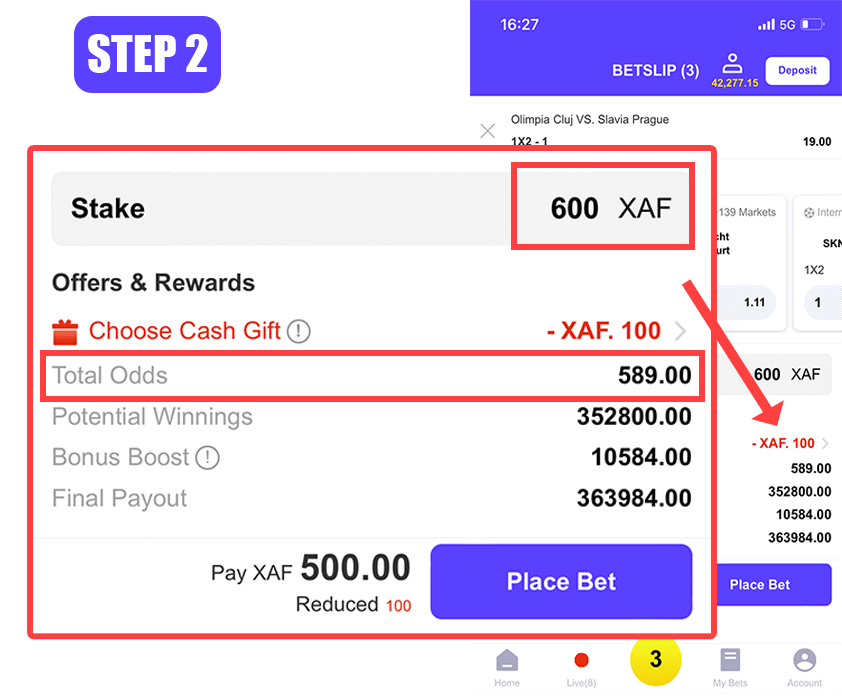 STEP 2
16:27
5G
BETSLIP (3)
42,277.15
Deposit
Olimpia Cluj VS. Slavia Prague
1X2 - 1
19.00
Stake
600 XAF
Offers & Rewards
Choose Cash Gift
- XAF. 100
Total Odds
589.00
Potential Winnings
352800.00
Bonus Boost
10584.00
Final Payout
363984.00
Pay XAF 500.00
Reduced 100
Place Bet
139 Markets
cht
urt
1.11
Intern
SKN
1X2
1
600 XAF
- XAF. 100
589.00
352800.00
10584.00
363984.00
Place Bet
Home
Live(8)
3
My Bets
Account